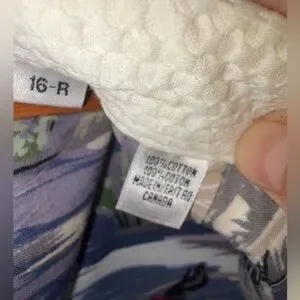 16-R
100%COTTON
100%COTON
MADE IN/FAIT AU
CANADA